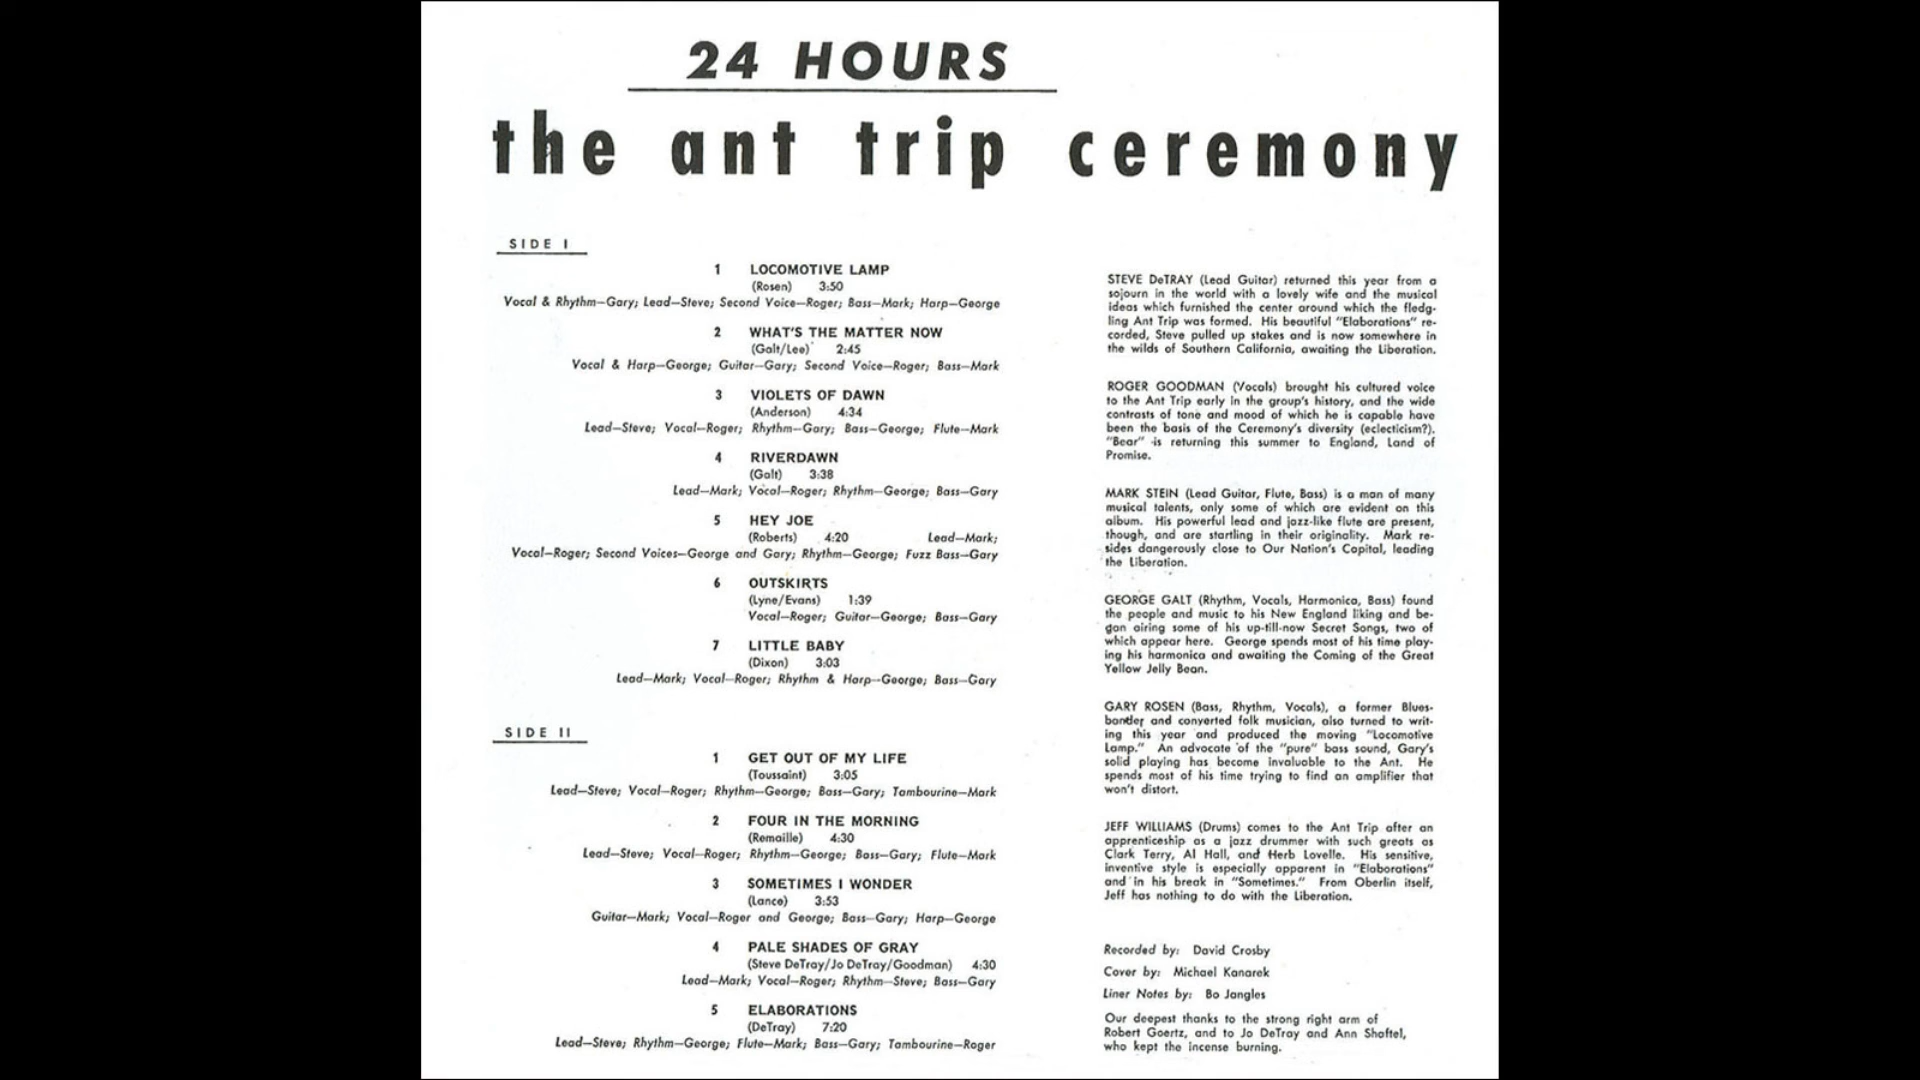 24 HOURS
the ant trip ceremony
SIDE I
1 LOCOMOTIVE LAMP
(Rosen) 3:50
Vocal & Rhythm—Gary; Lead—Steve; Second Voice—Roger; Bass—Mark; Harp—George
2 WHAT'S THE MATTER NOW
(Galt/Lee) 2:45
Vocal & Harp—George; Guitar—Gary; Second Voice—Roger; Bass—Mark
3 VIOLETS OF DAWN
(Anderson) 4:34
Lead—Steve; Vocal—Roger; Rhythm—Gary; Bass—George; Flute—Mark
4 RIVERDAWN
(Galt) 3:38
Lead—Mark; Vocal—Roger; Rhythm—George; Bass—Gary
5 HEY JOE
(Roberts) 4:20 Lead—Mark;
Vocal—Roger; Second Voices—George and Gary; Rhythm—George; Fuzz Bass—Gary
6 OUTSKIRTS
(Lyne/Evans) 1:39
Vocal—Roger; Guitar—George; Bass—Gary
7 LITTLE BABY
(Dixon) 3:03
Lead—Mark; Vocal—Roger; Rhythm & Harp—George; Bass—Gary
SIDE II
1 GET OUT OF MY LIFE
(Toussaint) 3:05
Lead—Steve; Vocal—Roger; Rhythm—George; Bass—Gary; Tambourine—Mark
2 FOUR IN THE MORNING
(Remaille) 4:30
Lead—Steve; Vocal—Roger; Rhythm—George; Bass—Gary; Flute—Mark
3 SOMETIMES I WONDER
(Lance) 3:53
Guitar—Mark; Vocal—Roger and George; Bass—Gary; Harp—George
4 PALE SHADES OF GRAY
(Steve DeTray/Jo DeTray/Goodman) 4:30
Lead—Mark; Vocal—Roger; Rhythm—Steve; Bass—Gary
5 ELABORATIONS
(DeTray) 7:20
Lead—Steve; Rhythm—George; Flute—Mark; Bass—Gary; Tambourine—Roger
STEVE DeTRAY (Lead Guitar) returned this year from a
sojourn in the world with a lovely wife and the musical
ideas which furnished the center around which the fledg-
ling Ant Trip was formed. His beautiful "Elaborations" re-
corded, Steve pulled up stakes and is now somewhere in
the wilds of Southern California, awaiting the Liberation.
ROGER GOODMAN (Vocals) brought his cultured voice
to the Ant Trip early in the group's history, and the wide
contrasts of tone and mood of which he is capable have
been the basis of the Ceremony's diversity (eclecticism?).
"Bear" is returning this summer to England, Land of
Promise.
MARK STEIN (Lead Guitar, Flute, Bass) is a man of many
musical talents, only some of which are evident on this
album. His powerful lead and jazz-like flute are present,
though, and are startling in their originality. Mark re-
sides dangerously close to Our Nation's Capital, leading
the Liberation.
GEORGE GALT (Rhythm, Vocals, Harmonica, Bass) found
the people and music to his New England liking and be-
gan airing some of his up-till-now Secret Songs, two of
which appear here. George spends most of his time play-
ing his harmonica and awaiting the Coming of the Great
Yellow Jelly Bean.
GARY ROSEN (Bass, Rhythm, Vocals), a former Blues-
bander and converted folk musician, also turned to writ-
ing this year and produced the moving "Locomotive
Lamp." An advocate of the "pure" bass sound, Gary's
solid playing has become invaluable to the Ant. He
spends most of his time trying to find an amplifier that
won't distort.
JEFF WILLIAMS (Drums) comes to the Ant Trip after an
apprenticeship as a jazz drummer with such greats as
Clark Terry, Al Hall, and Herb Lovelle. His sensitive,
inventive style is especially apparent in "Elaborations"
and in his break in "Sometimes." From Oberlin itself,
Jeff has nothing to do with the Liberation.
Recorded by: David Crosby
Cover by: Michael Kanarek
Liner Notes by: Bo Jangles
Our deepest thanks to the strong right arm of
Robert Goertz, and to Jo DeTray and Ann Shaftel,
who kept the incense burning.